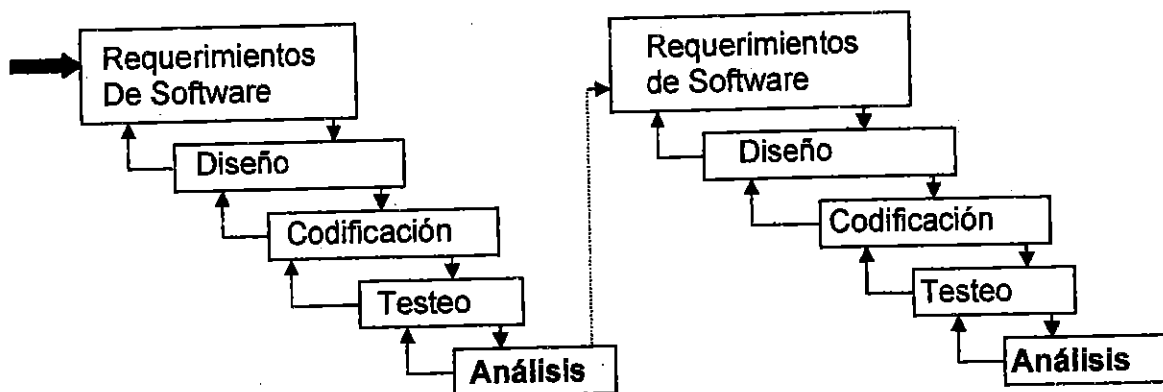 Requerimientos
De Software
Diseño
Codificación
Testeo
Análisis
Requerimientos
de Software
Diseño
Codificación
Testeo
Análisis